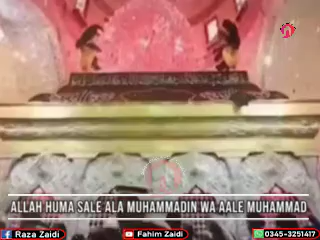 ALLAH HUMA SALE ALA MUHAMMADIN WA AALE MUHAMMAD
Raza Zaidi
Fahim Zaidi
0345-3251417